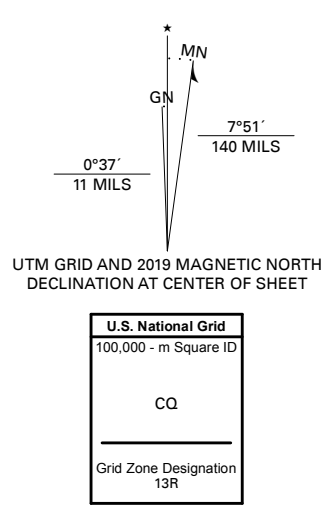 ★
MN
GN
7°51´
140 MILS
0°37´
11 MILS
UTM GRID AND 2019 MAGNETIC NORTH
DECLINATION AT CENTER OF SHEET
U.S. National Grid
100,000 - m Square ID
CQ
Grid Zone Designation
13R